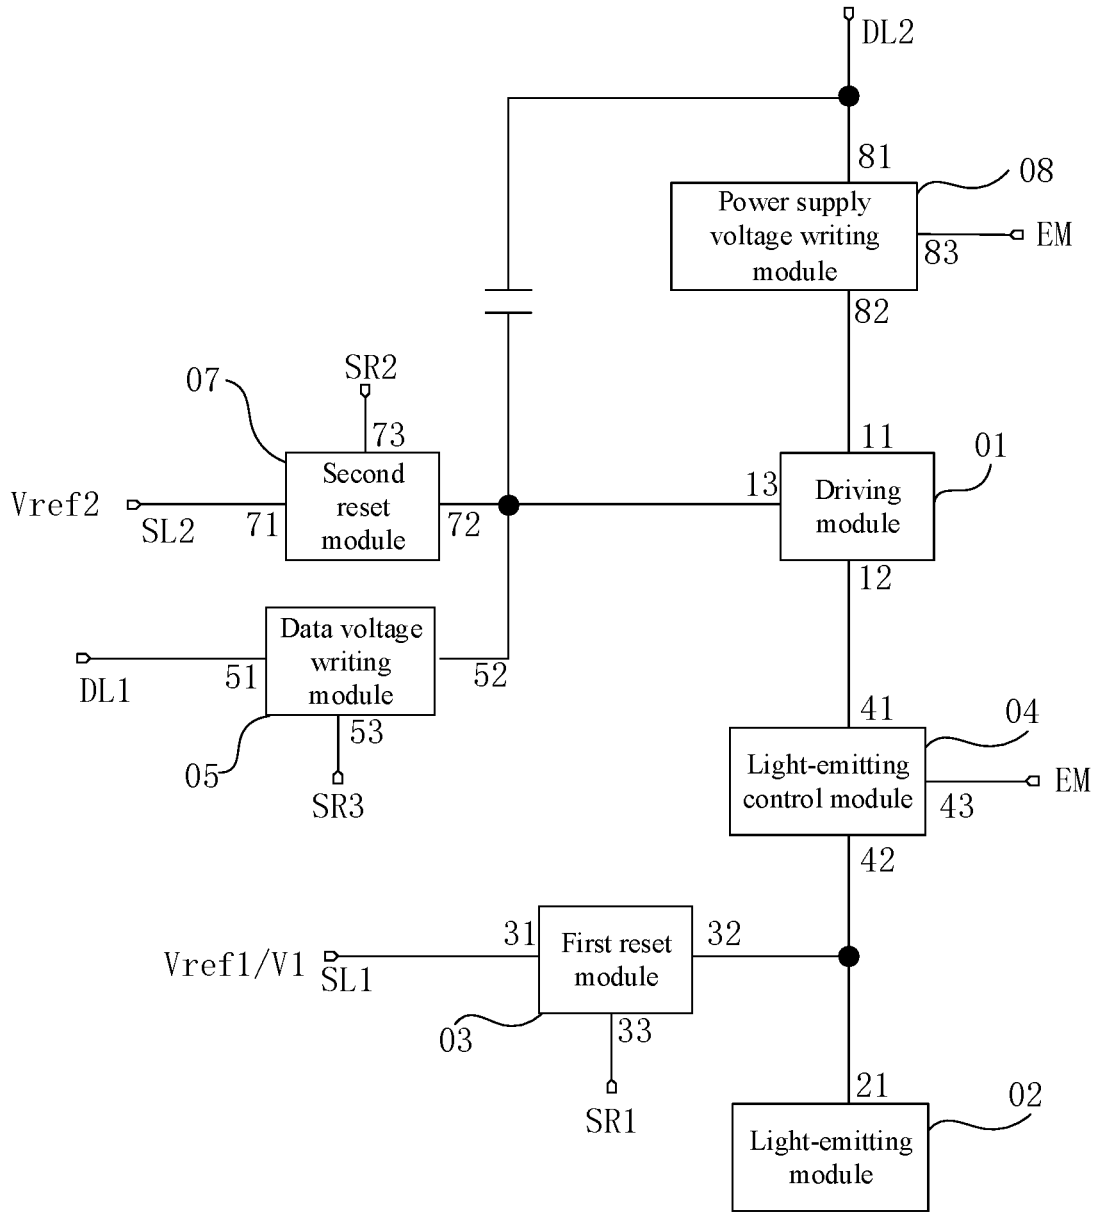 DL2
81
08
Power supply
voltage writing
module
83
EM
82
SR2
07
73
11
01
Second
reset
module
13
Driving
module
Vref2
SL2
71
72
12
Data voltage
writing
module
51
52
DL1
53
05
SR3
41
04
Light-emitting
control module
43
EM
42
31
First reset
module
32
Vref1/V1
SL1
03
33
SR1
21
02
Light-emitting
module